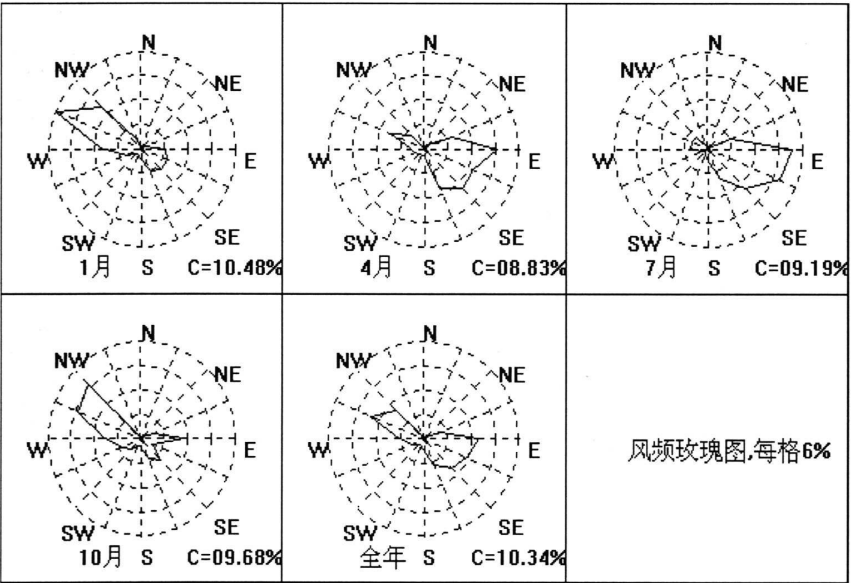 N
NW NE
W E
SW SE
1月 S C=10.48%
N
NW NE
W E
SW SE
4月 S C=08.83%
N
NW NE
W E
SW SE
7月 S C=09.19%
N
NW NE
W E
SW SE
10月 S C=09.68%
N
NW NE
W E
SW SE
全年 S C=10.34%
风频玫瑰图,每格6%